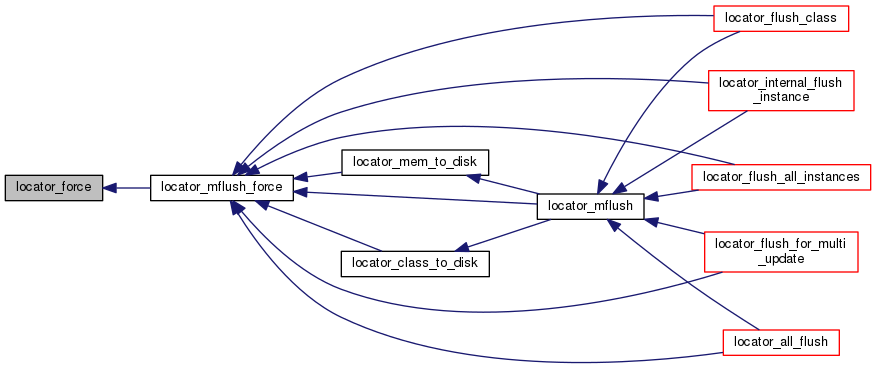 locator_flush_class
locator_internal_flush
_instance
locator_mem_to_disk
locator_force
locator_mflush_force
locator_flush_all_instances
locator_mflush
locator_flush_for_multi
_update
locator_class_to_disk
locator_all_flush